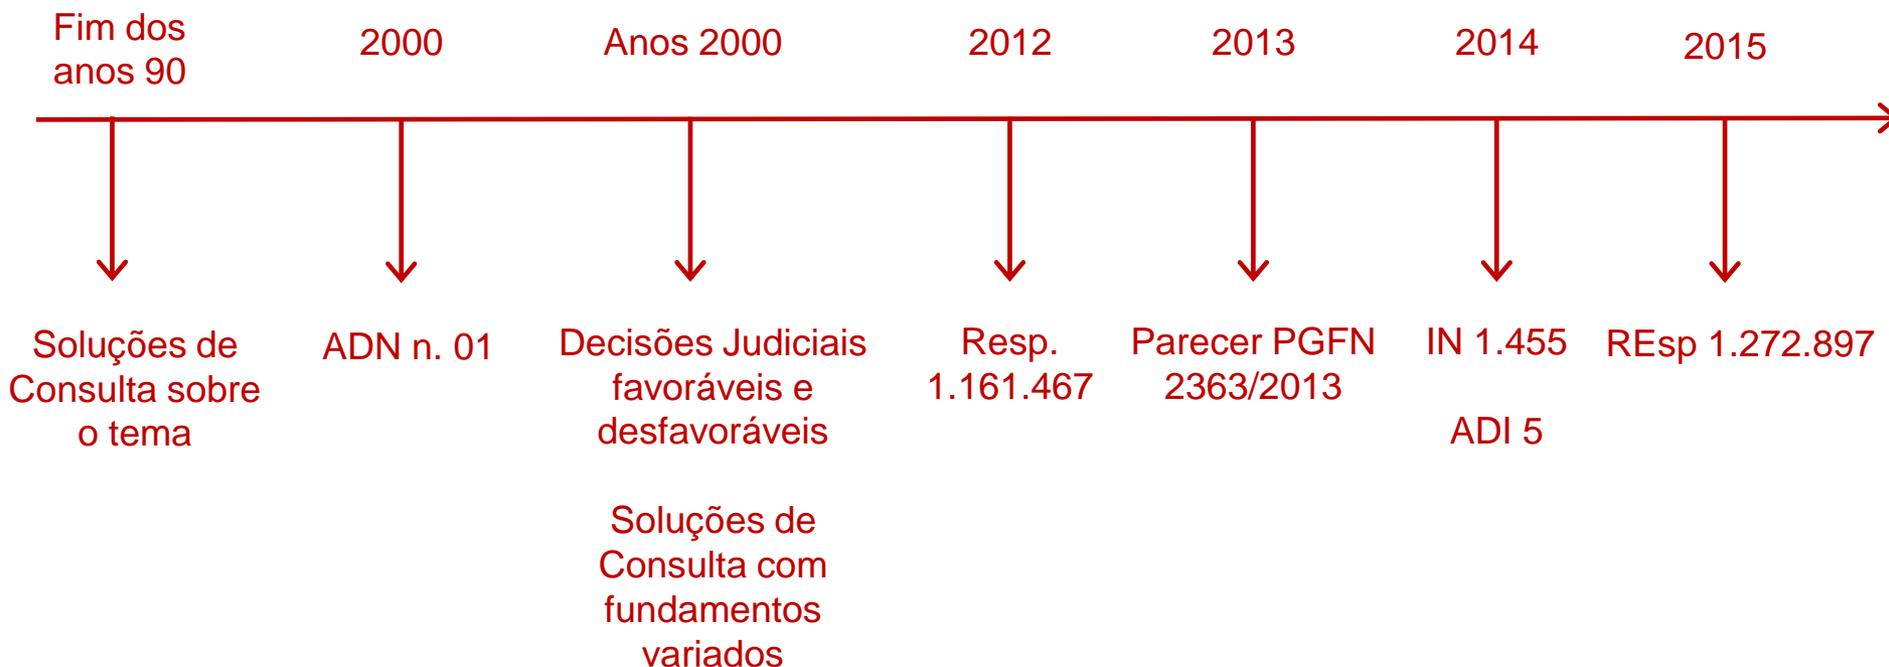 Fim dos
anos 90
2000
Anos 2000
2012
2013
2014
2015
Soluções de
Consulta sobre
o tema
ADN n. 01
Decisões Judiciais
favoráveis e
desfavoráveis
Soluções de
Consulta com
fundamentos
variados
Resp.
1.161.467
Parecer PGFN
2363/2013
IN 1.455
ADI 5
REsp 1.272.897